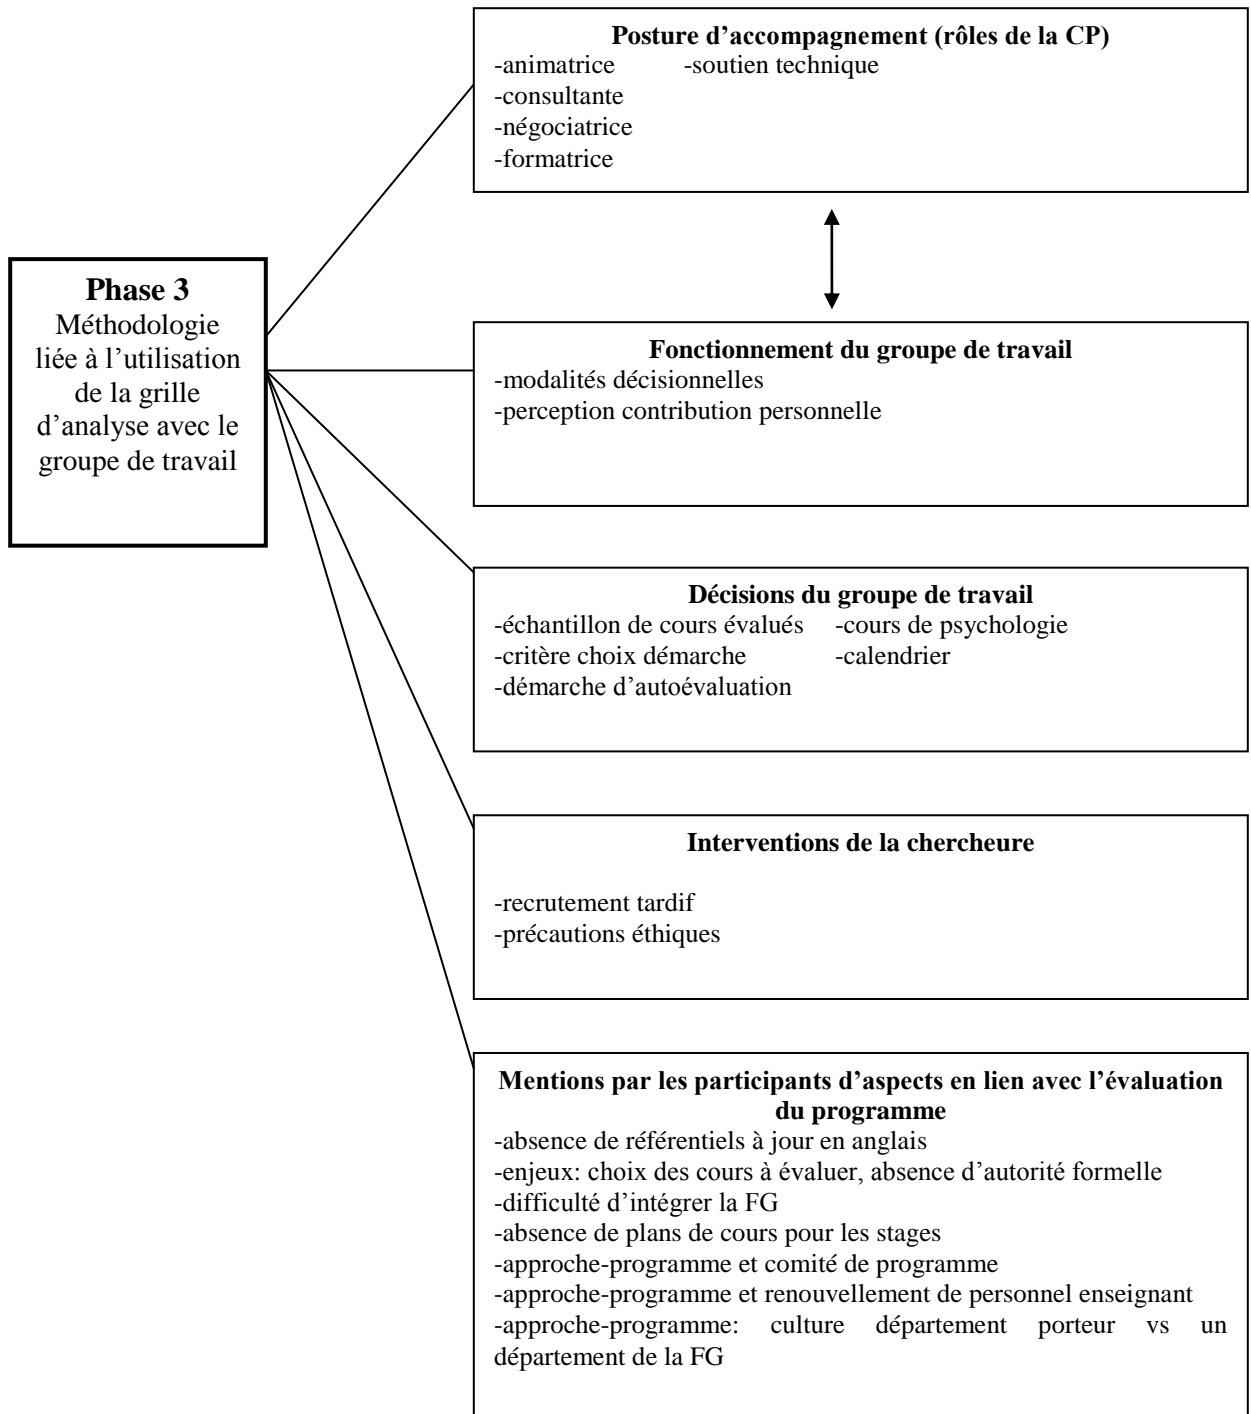 Posture d’accompagnement (rôles de la CP)
-animatrice -soutien technique
-consultante
-négociatrice
-formatrice
Phase 3
Méthodologie
liée à l’utilisation
de la grille
d’analyse avec le
groupe de travail
Fonctionnement du groupe de travail
-modalités décisionnelles
-perception contribution personnelle
Décisions du groupe de travail
-échantillon de cours évalués -cours de psychologie
-critère choix démarche -calendrier
-démarche d’autoévaluation
Interventions de la chercheure
-recrutement tardif
-précautions éthiques
Mentions par les participants d’aspects en lien avec l’évaluation
du programme
-absence de référentiels à jour en anglais
-enjeux: choix des cours à évaluer, absence d’autorité formelle
-difficulté d’intégrer la FG
-absence de plans de cours pour les stages
-approche-programme et comité de programme
-approche-programme et renouvellement de personnel enseignant
-approche-programme: culture département porteur vs un
département de la FG